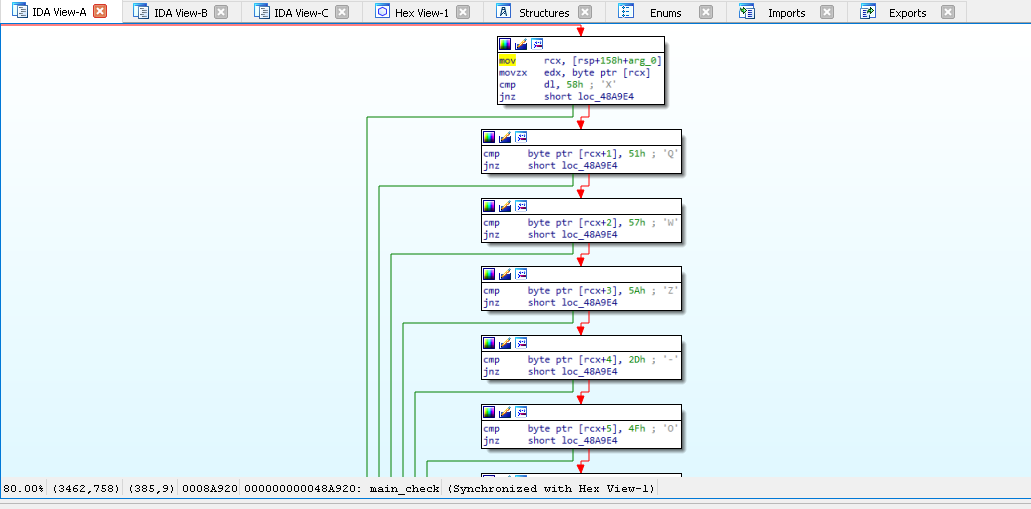 IDA View-A IDA View-B IDA View-C Hex View-1 Structures Enums Imports Exports
mov rcx, [rsp+158h+arg_0]
movzx edx, byte ptr [rcx]
cmp dl, 58h ; 'X'
jnz short loc_48A9E4
cmp byte ptr [rcx+1], 51h ; 'Q'
jnz short loc_48A9E4
cmp byte ptr [rcx+2], 57h ; 'W'
jnz short loc_48A9E4
cmp byte ptr [rcx+3], 5Ah ; 'Z'
jnz short loc_48A9E4
cmp byte ptr [rcx+4], 2Dh ; '-'
jnz short loc_48A9E4
cmp byte ptr [rcx+5], 4Fh ; 'O'
jnz short loc_48A9E4
80.00% (3462,758) (385,9) 0008A920 000000000048A920: main_check (Synchronized with Hex View-1)